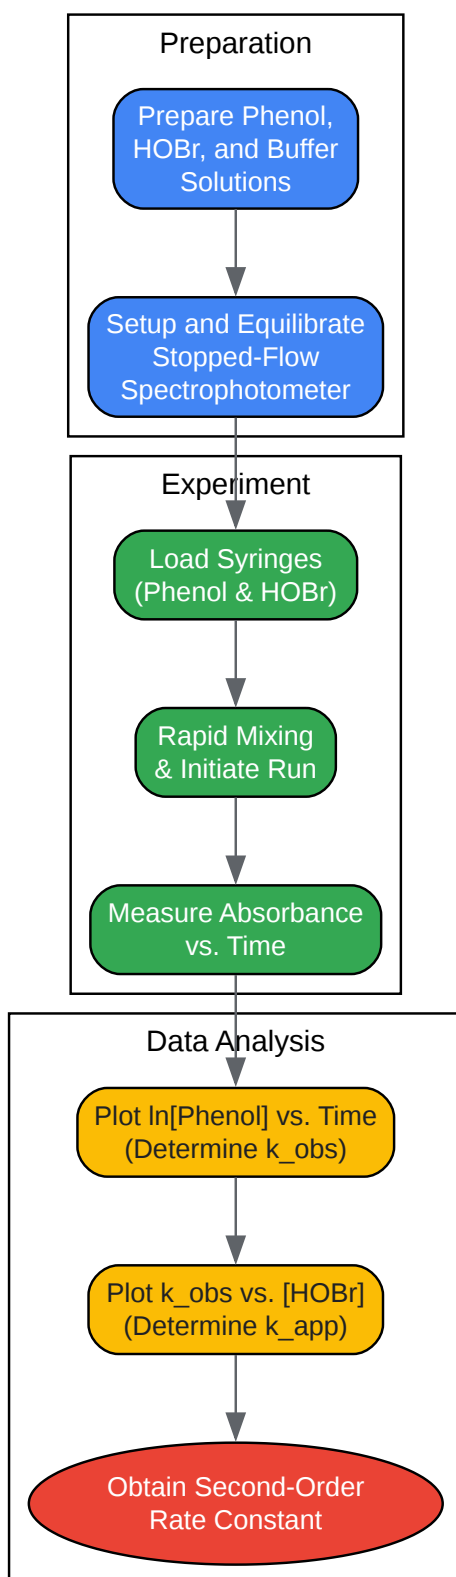 Preparation
Prepare Phenol,
HOBr, and Buffer
Solutions
Setup and Equilibrate
Stopped-Flow
Spectrophotometer
Experiment
Load Syringes
(Phenol & HOBr)
Rapid Mixing
& Initiate Run
Measure Absorbance
vs. Time
Data Analysis
Plot ln[Phenol] vs. Time
(Determine k_obs)
Plot k_obs vs. [HOBr]
(Determine k_app)
Obtain Second-Order
Rate Constant